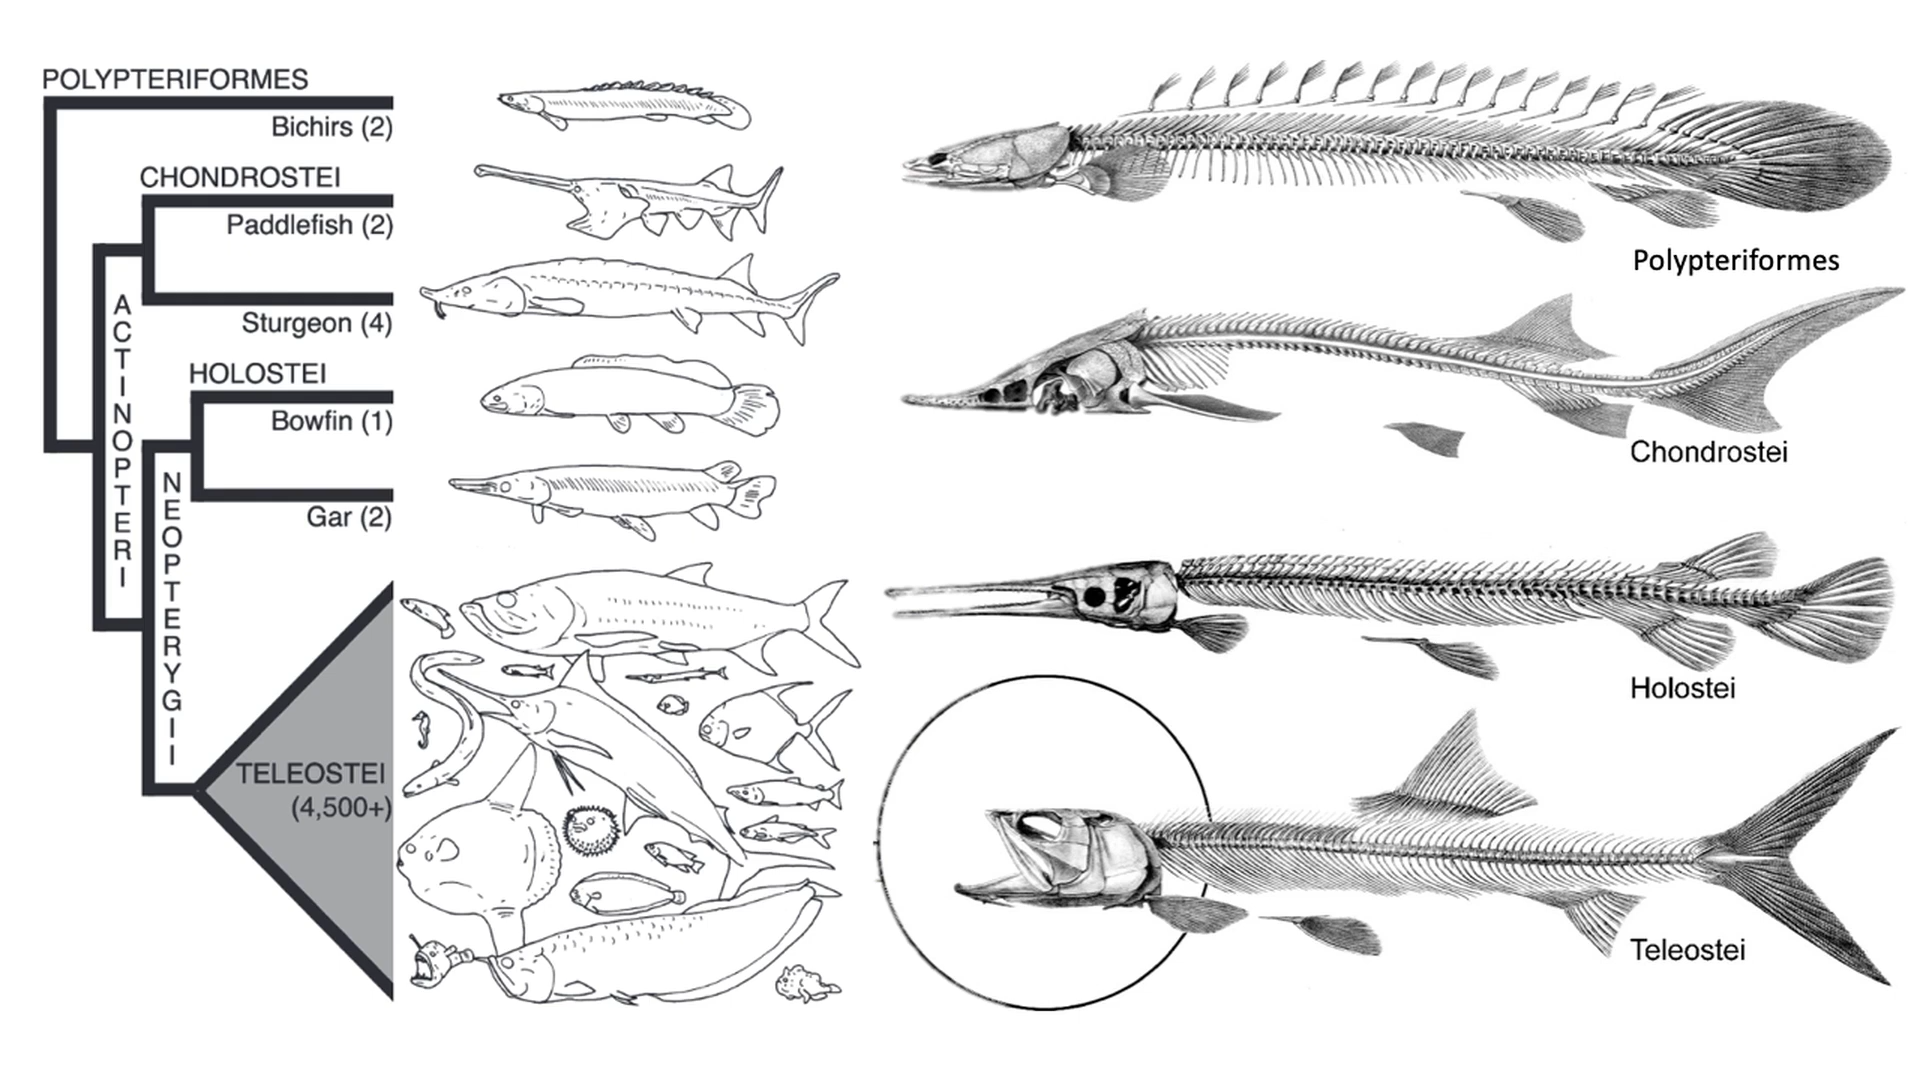 POLYPTERIFORMES
Bichirs (2)
CHONDROSTEI
Paddlefish (2)
Sturgeon (4)
ACTINOPTERI
HOLOSTEI
Bowfin (1)
Gar (2)
NEOPTERYGII
TELEOSTEI
(4,500+)
Polypteriformes
Chondrostei
Holostei
Teleostei